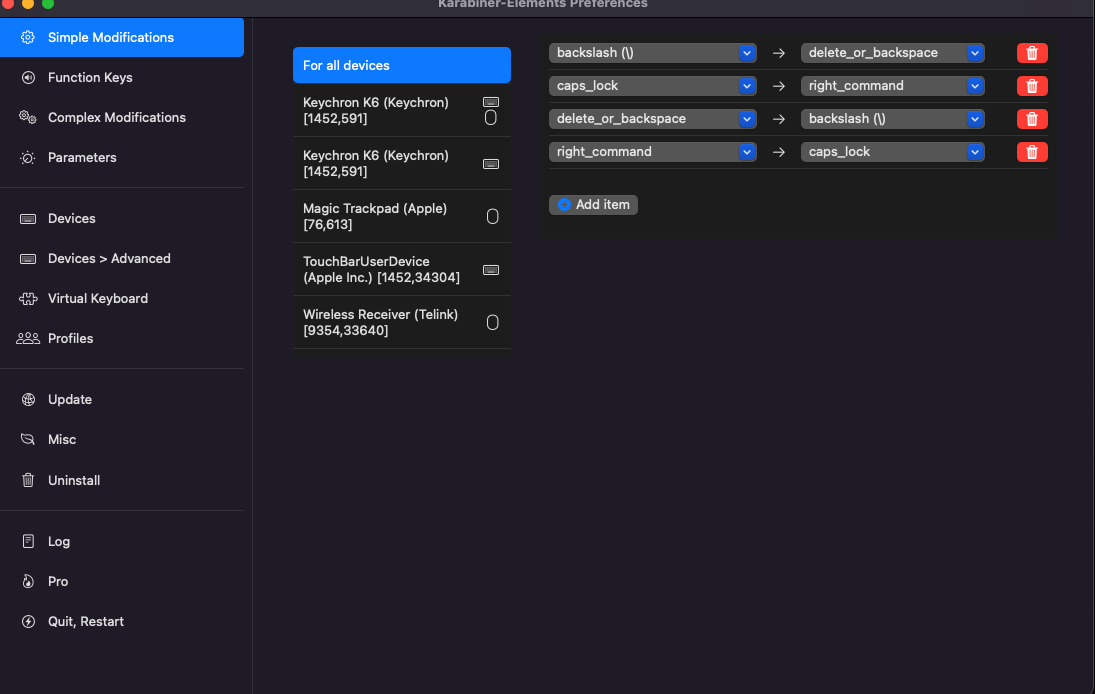 Karabiner-Elements Preferences
Simple Modifications
Function Keys
Complex Modifications
Parameters
Devices
Devices > Advanced
Virtual Keyboard
Profiles
Update
Misc
Uninstall
Log
Pro
Quit, Restart
For all devices
Keychron K6 (Keychron)
[1452,591]
Keychron K6 (Keychron)
[1452,591]
Magic Trackpad (Apple)
[76,613]
TouchBarUserDevice
(Apple Inc.) [1452,34304]
Wireless Receiver (Telink)
[9354,33640]
backslash (\) → delete_or_backspace
caps_lock → right_command
delete_or_backspace → backslash (\)
right_command → caps_lock
Add item